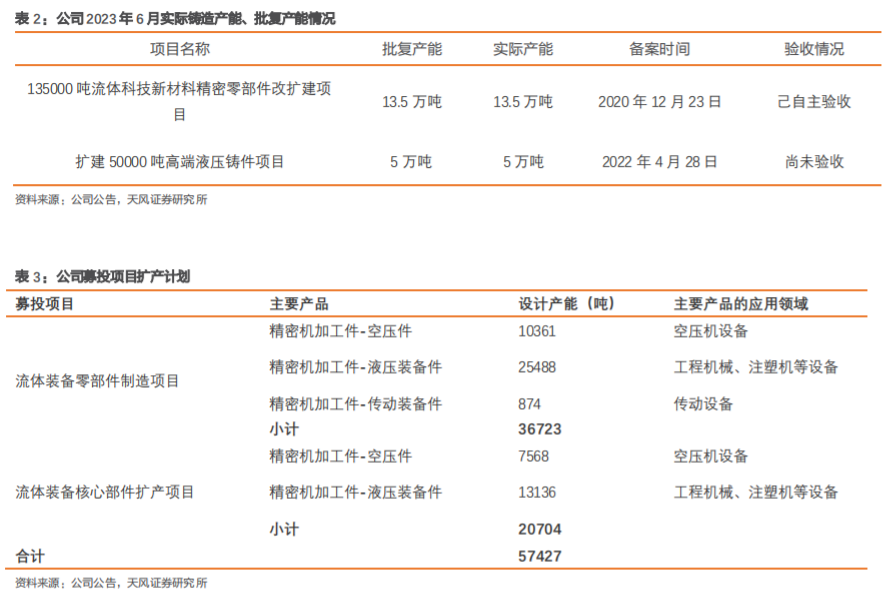 表 2：公司 2023 年 6 月实际铸造产能、批复产能情况
项目名称 批复产能 实际产能 备案时间 验收情况
135000 吨流体科技新材料精密零部件改扩建项
目 13.5 万吨 13.5 万吨 2020 年 12 月 23 日 己自主验收
扩建 50000 吨高端液压铸件项目 5 万吨 5 万吨 2022 年 4 月 28 日 尚未验收
资料来源：公司公告，天风证券研究所
表 3：公司募投项目扩产计划
募投项目 主要产品 设计产能（吨） 主要产品的应用领域
精密机加工件-空压件 10361 空压机设备
精密机加工件-液压装备件 25488 工程机械、注塑机等设备
流体装备零部件制造项目
精密机加工件-传动装备件 874 传动设备
小计 36723
精密机加工件-空压件 7568 空压机设备
流体装备核心部件扩产项目 精密机加工件-液压装备件 13136 工程机械、注塑机等设备
小计 20704
合计 57427
资料来源：公司公告，天风证券研究所